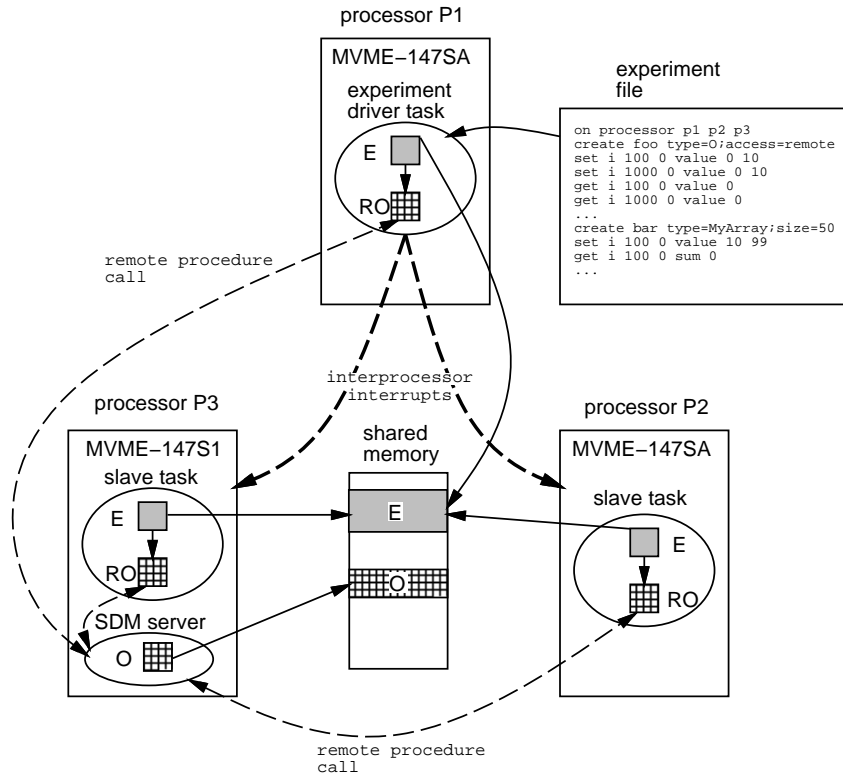 processor P1
MVME−147SA
experiment
driver task
E
RO
experiment
file
on processor p1 p2 p3
create foo type=O;access=remote
set i 100 0 value 0 10
set i 1000 0 value 0 10
get i 100 0 value 0
get i 1000 0 value 0
...
create bar type=MyArray;size=50
set i 100 0 value 10 99
get i 100 0 sum 0
...
remote procedure
call
interprocessor
interrupts
processor P3
MVME−147S1
slave task
E
RO
SDM server
O
shared
memory
E
O
processor P2
MVME−147SA
slave task
E
RO
remote procedure
call